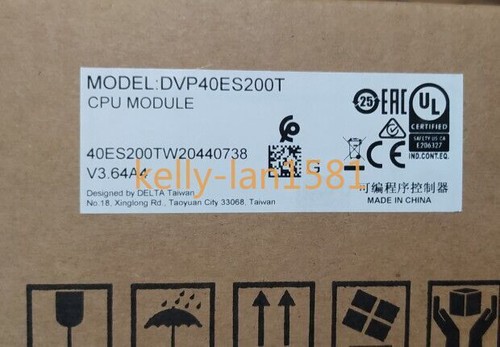 MODEL:DVP40ES200T
CPU MODULE
25
EAC
UL
CERTIFIED
SAFETY US CA
E206327
IND.CONT.EQ.
40ES200TW20440738
V3.64A4
G
CE
kelly-lan1581
Designed by DELTA Taiwan
No.18, Xinglong Rd., Taoyuan City 33068, Taiwan
可编程序控制器
MADE IN CHINA